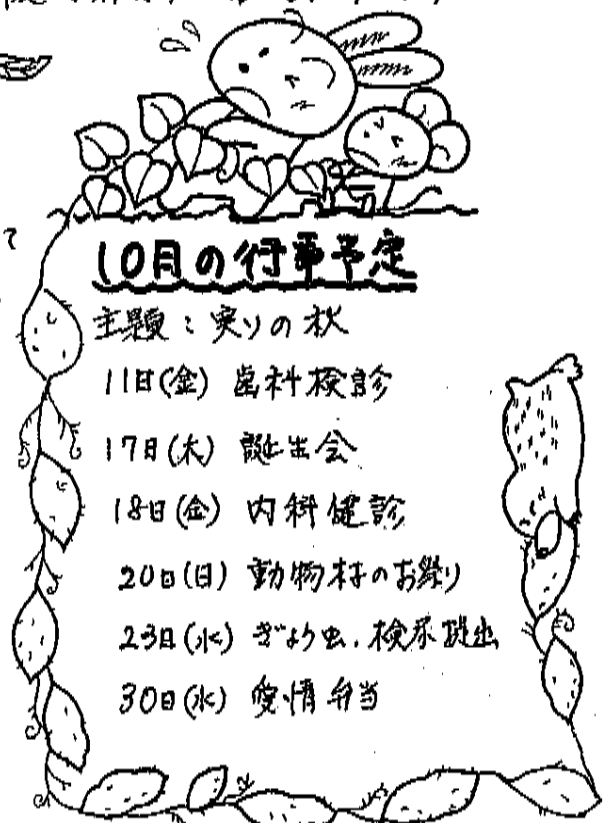 10月の行事予定
主題：実りの秋
11日(金) 歯科検診
17日(木) 誕生会
18日(金) 内科健診
20日(日) 動物村のお祭り
23日(水) ぎょう虫、検尿提出
30日(水) 愛情弁当